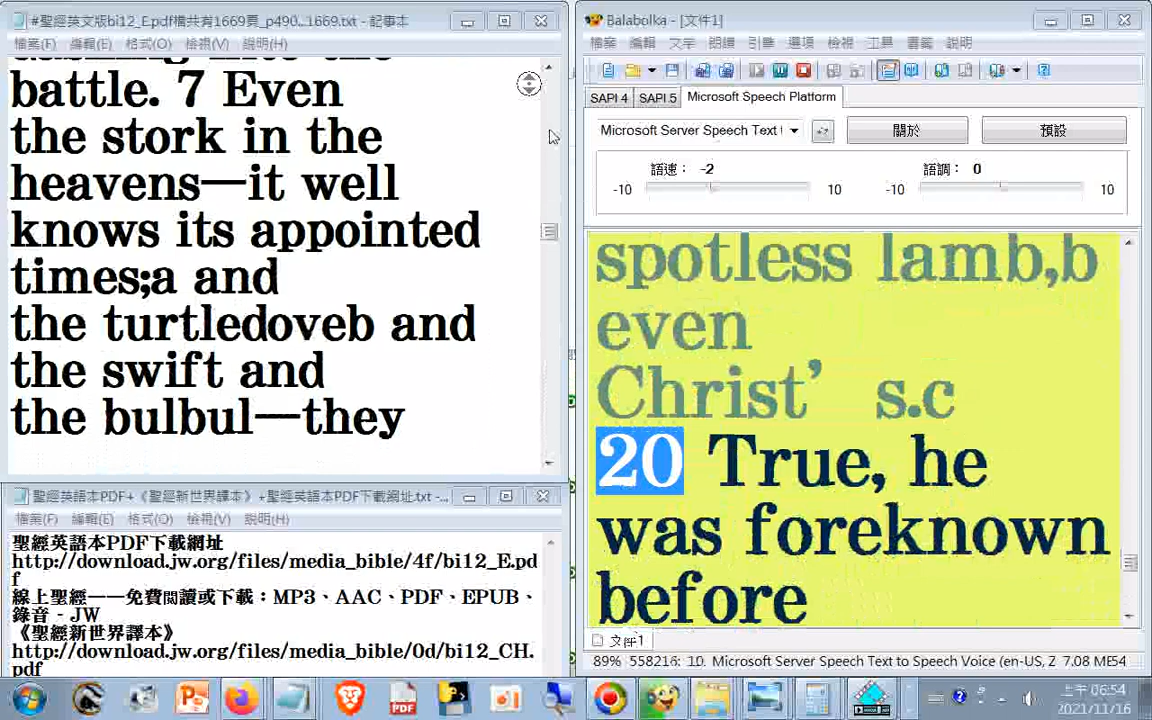 #聖經英文版bi12_E.pdf檔共有1669頁_p490...1669.txt - 記事本
檔案(F) 編輯(E) 格式(O) 檢視(V) 說明(H)
battle. 7 Even
the stork in the
heavens—it well
knows its appointed
times;a and
the turtledoveb and
the swift and
the bulbul—they
聖經英語本PDF+《聖經新世界譯本》+聖經英語本PDF下載網址.txt - ...
檔案(F) 編輯(E) 格式(O) 檢視(V) 說明(H)
聖經英語本PDF下載網址
http://download.jw.org/files/media_bible/4f/bi12_E.pd
f
線上聖經——免費閱讀或下載：MP3、AAC、PDF、EPUB、
錄音 - JW
《聖經新世界譯本》
http://download.jw.org/files/media_bible/0d/bi12_CH.
pdf
Balabolka - [文件1]
檔案 編輯 文字 朗讀 引擎 選項 檢視 工具 書籤 說明
SAPI 4 SAPI 5 Microsoft Speech Platform
Microsoft Server Speech Text 關於 預設
語速： -2 語調： 0
-10 10 -10 10
spotless lamb,b
even
Christ’s.c
20 True, he
was foreknown
before
文件1
89% 558216: 10. Microsoft Server Speech Text to Speech Voice (en-US, Z 7.08 ME54
上午 06:54
2021/11/16